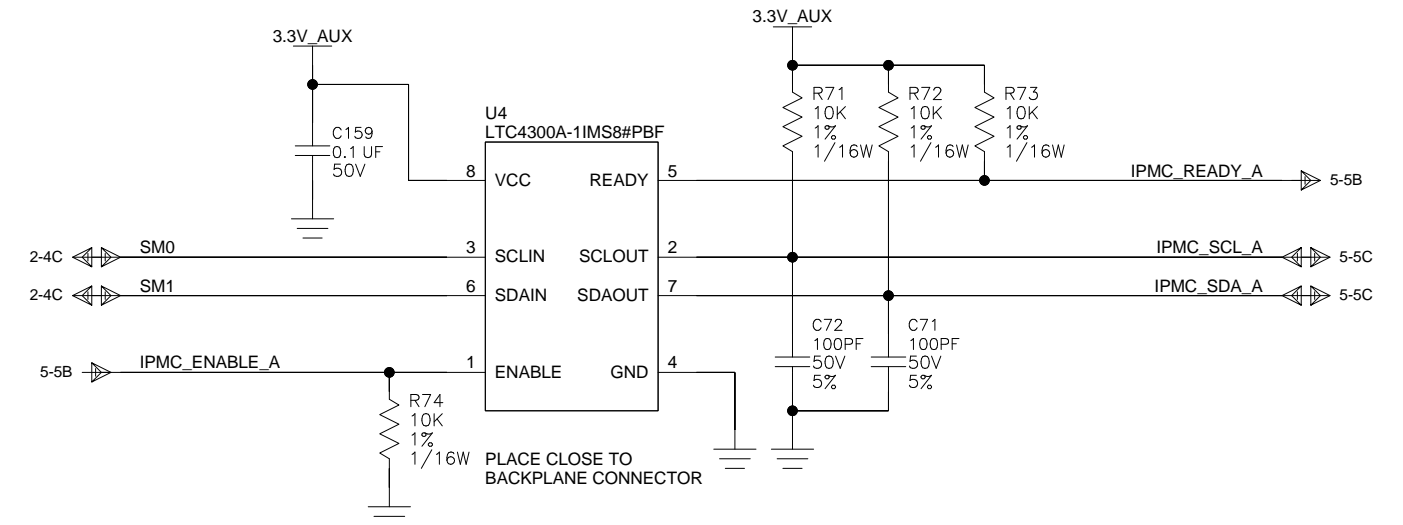 3.3V_AUX
3.3V_AUX
C159
0.1 UF
50V
U4
LTC4300A-1IMS8#PBF
R71
10K
1%
1/16W
R72
10K
1%
1/16W
R73
10K
1%
1/16W
8 VCC READY 5
IPMC_READY_A 5-5B
2-4C SM0 3 SCLIN SCLOUT 2 IPMC_SCL_A 5-5C
2-4C SM1 6 SDAIN SDAOUT 7 IPMC_SDA_A 5-5C
C72
100PF
50V
5%
C71
100PF
50V
5%
5-5B IPMC_ENABLE_A 1 ENABLE GND 4
R74
10K
1%
1/16W
PLACE CLOSE TO
BACKPLANE CONNECTOR